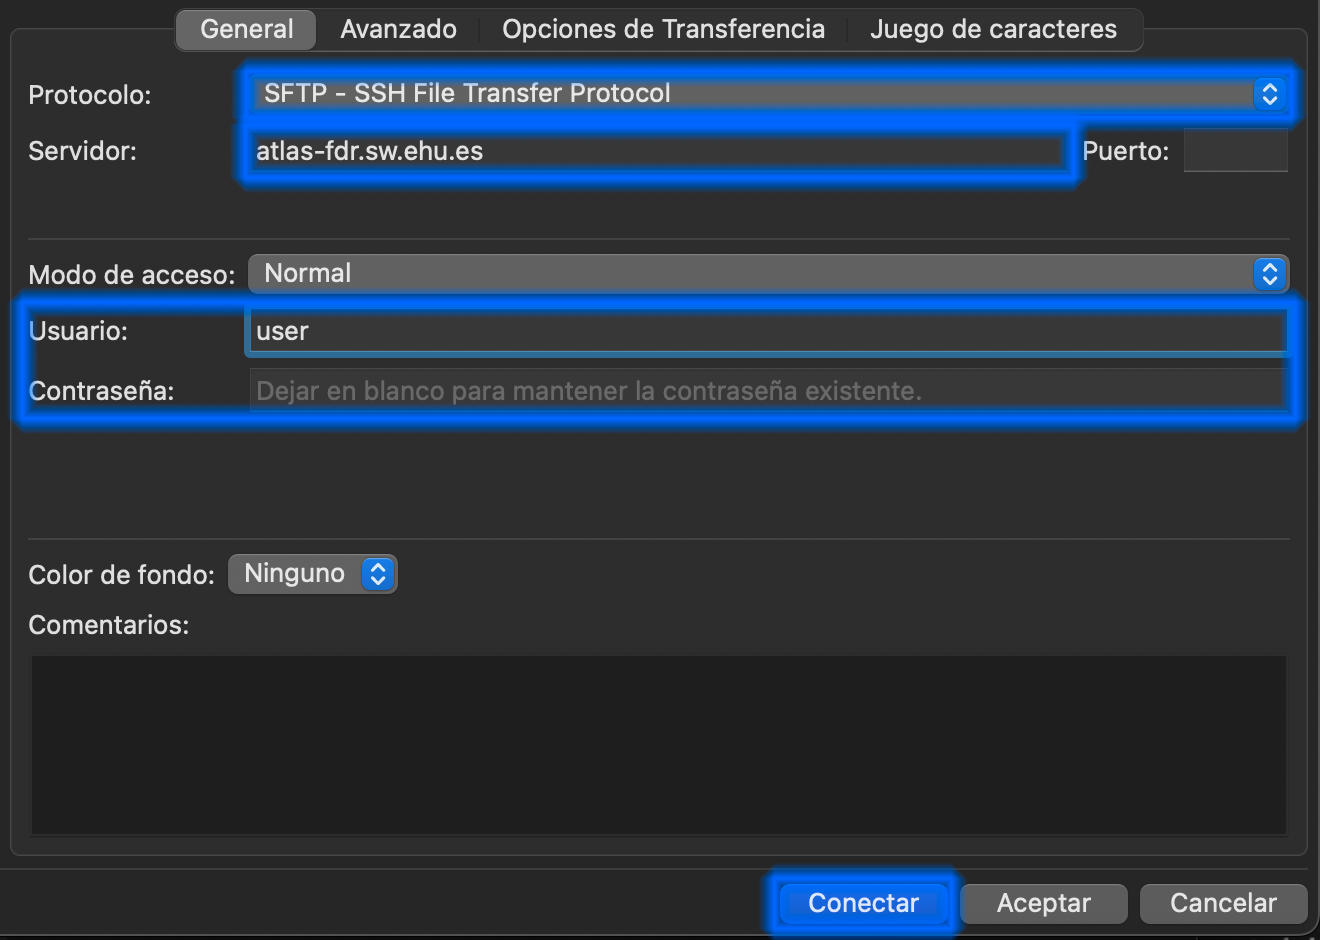 General Avanzado Opciones de Transferencia Juego de caracteres
Protocolo: SFTP - SSH File Transfer Protocol
Servidor: atlas-fdr.sw.ehu.es Puerto:
Modo de acceso: Normal
Usuario: user
Contraseña: Dejar en blanco para mantener la contraseña existente.
Color de fondo: Ninguno
Comentarios:
Conectar Aceptar Cancelar